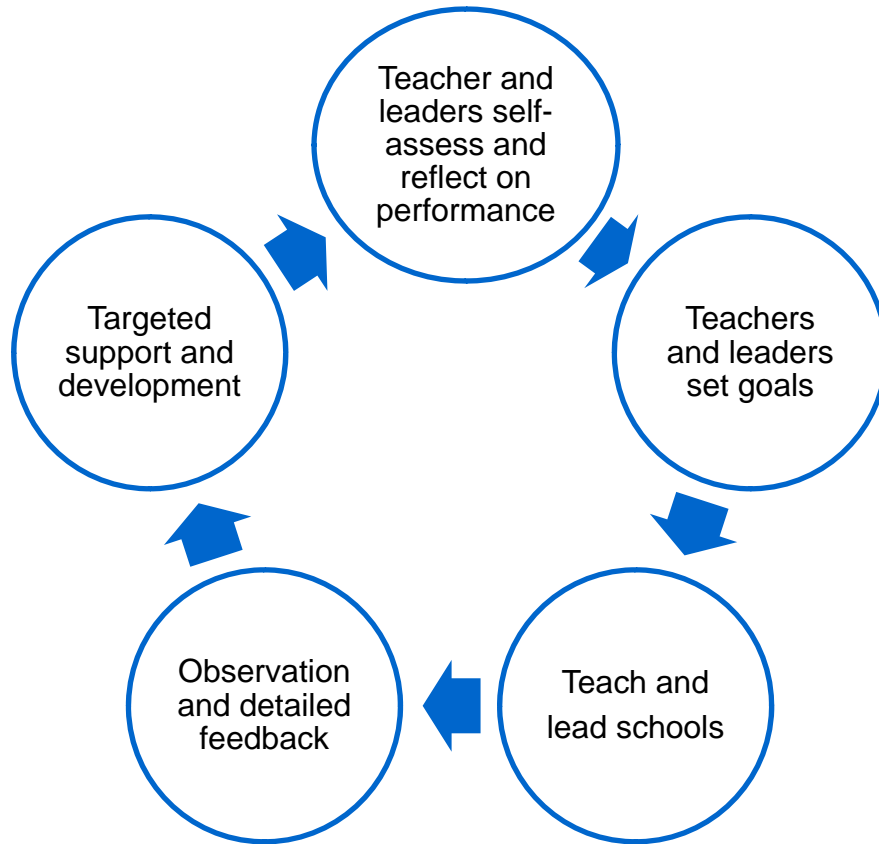 Teacher and
leaders self-
assess and
reflect on
performance
Teachers
and leaders
set goals
Teach and
lead schools
Observation
and detailed
feedback
Targeted
support and
development